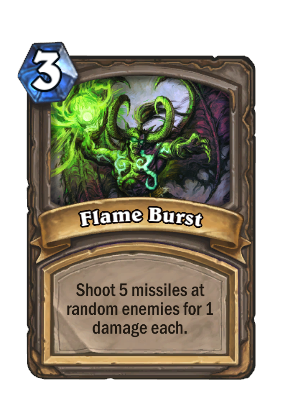 3
Flame Burst
Shoot 5 missiles at
random enemies for 1
damage each.